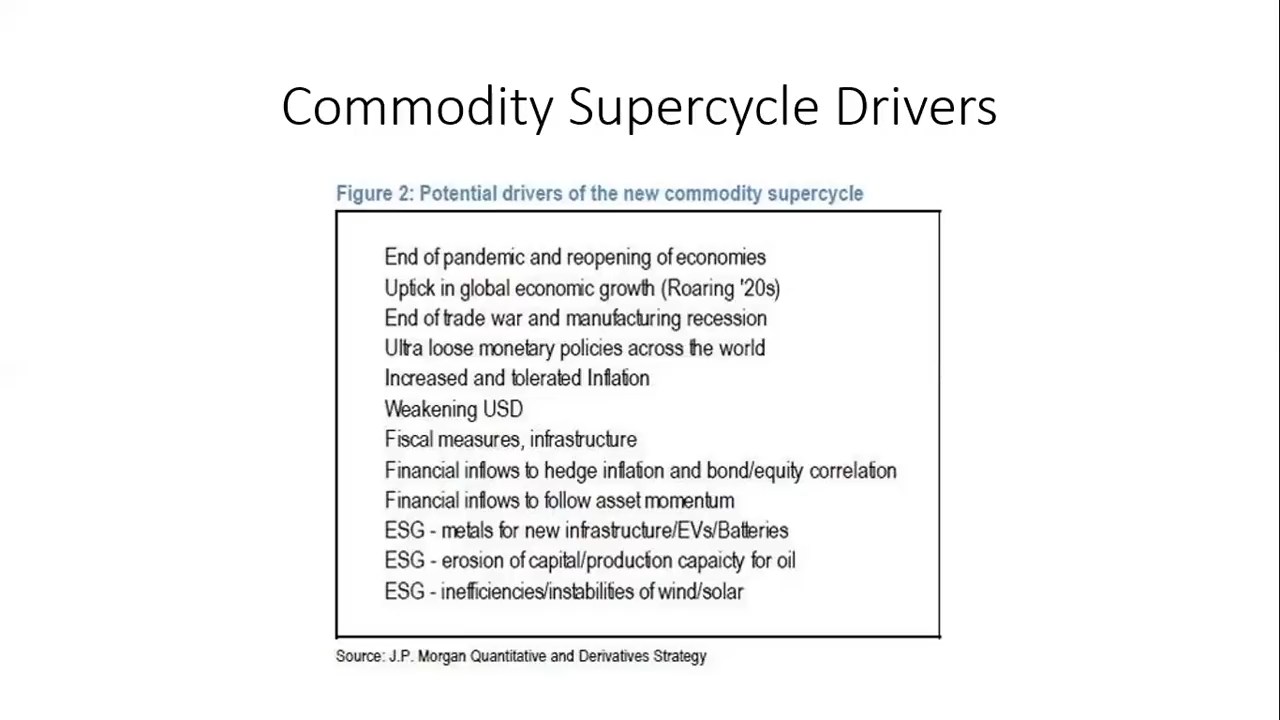 Commodity Supercycle Drivers
Figure 2: Potential drivers of the new commodity supercycle
End of pandemic and reopening of economies
Uptick in global economic growth (Roaring '20s)
End of trade war and manufacturing recession
Ultra loose monetary policies across the world
Increased and tolerated Inflation
Weakening USD
Fiscal measures, infrastructure
Financial inflows to hedge inflation and bond/equity correlation
Financial inflows to follow asset momentum
ESG - metals for new infrastructure/EVs/Batteries
ESG - erosion of capital/production capaicty for oil
ESG - inefficiencies/instabilities of wind/solar
Source: J.P. Morgan Quantitative and Derivatives Strategy